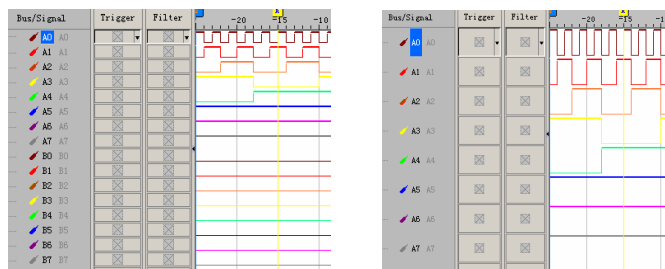 Bus/Signal Trigger Filter -20 -15 -10
A0 A0
A1 A1
A2 A2
A3 A3
A4 A4
A5 A5
A6 A6
A7 A7
B0 B0
B1 B1
B2 B2
B3 B3
B4 B4
B5 B5
B6 B6
B7 B7
Bus/Signal Trigger Filter -20 -15 -1
A0 A0
A1 A1
A2 A2
A3 A3
A4 A4
A5 A5
A6 A6
A7 A7